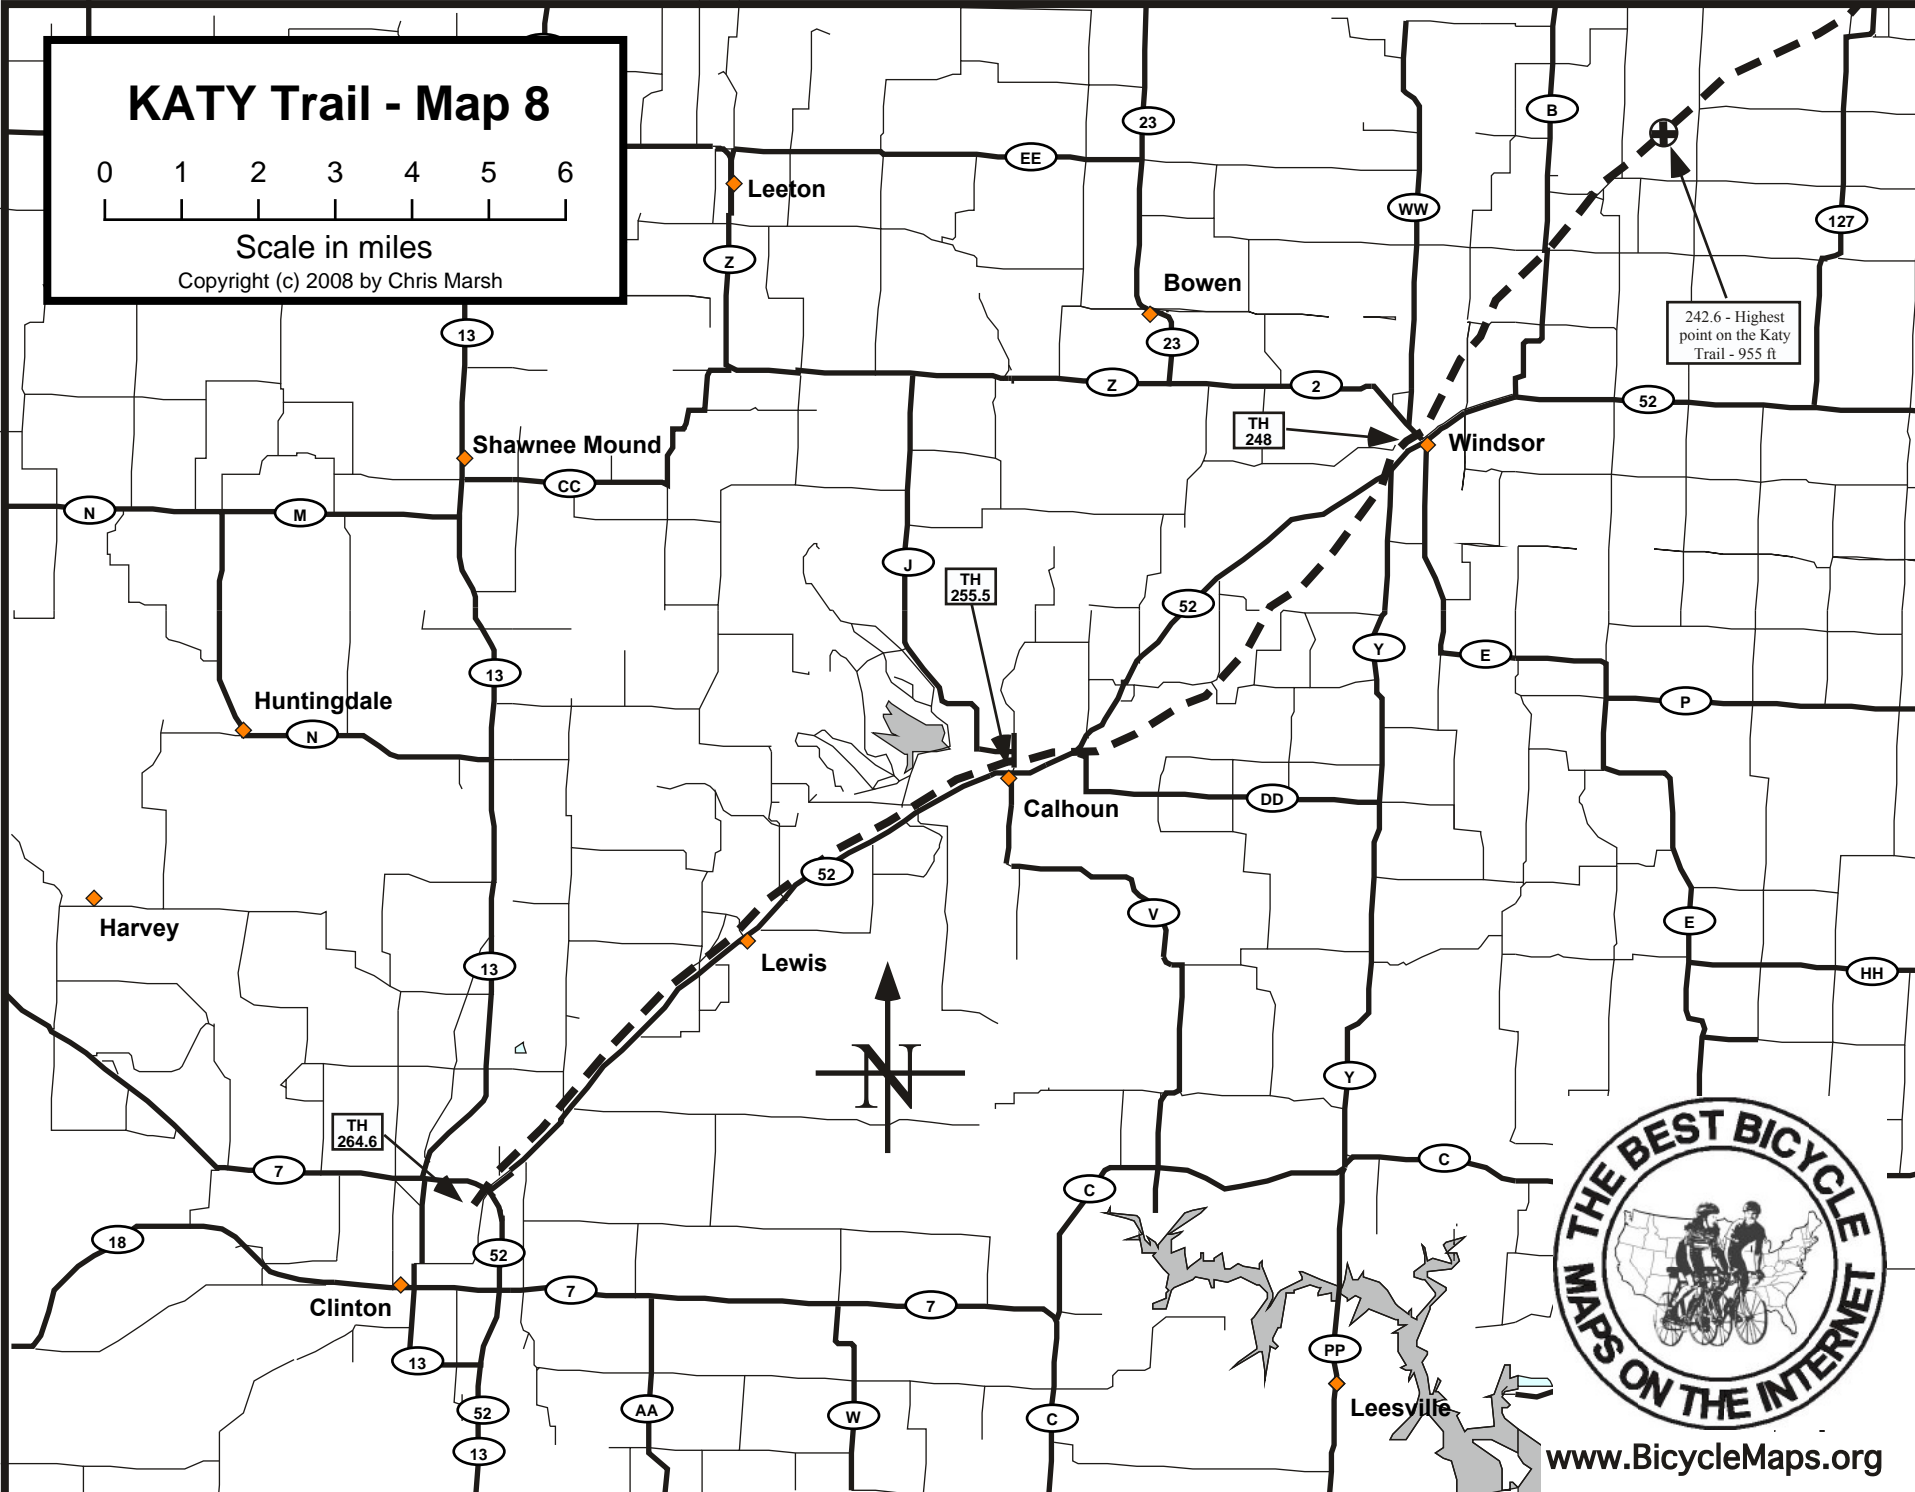 KATY Trail - Map 8
0 1 2 3 4 5 6
Scale in miles
Copyright (c) 2008 by Chris Marsh
23
B
EE
Leeton
WW
127
Z
Bowen
242.6 - Highest
point on the Katy
Trail - 955 ft
13
23
Z
2
52
TH
248
Windsor
Shawnee Mound
CC
N
M
J
TH
255.5
52
13
Y
E
Huntingdale
N
P
DD
Calhoun
52
Harvey
V
E
Lewis
13
HH
N
Y
TH
264.6
7
C
C
18
52
7
7
Clinton
13
PP
Leesville
52
AA
W
C
13
THE BEST BICYCLE
MAPS ON THE INTERNET
www.BicycleMaps.org